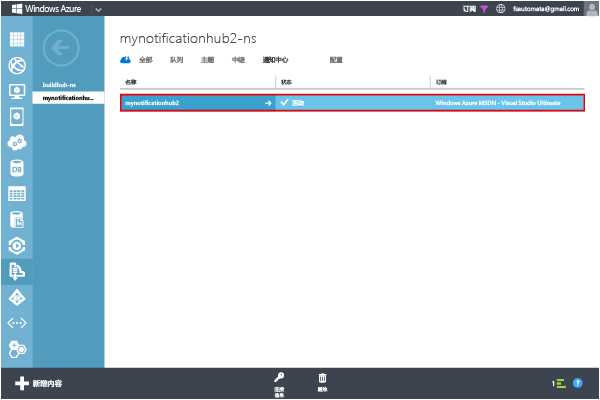 Windows Azure
订阅
fsautomata@gmail.com
mynotificationhub2-ns
全部 队列 主题 中继 通知中心 配置
buildhub-ns
mynotificationhu...
名称 状态 订阅
mynotificationhub2 活动 Windows Azure MSDN - Visual Studio Ultimate
DB
新增内容
连接
信息
删除
1
?